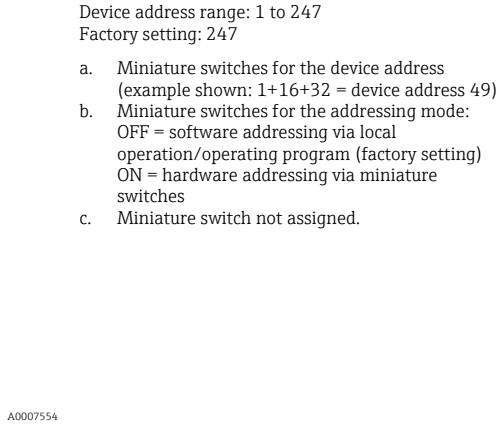 Device address range: 1 to 247
Factory setting: 247
a. Miniature switches for the device address
(example shown: 1+16+32 = device address 49)
b. Miniature switches for the addressing mode:
OFF = software addressing via local
operation/operating program (factory setting)
ON = hardware addressing via miniature
switches
c. Miniature switch not assigned.
A0007554